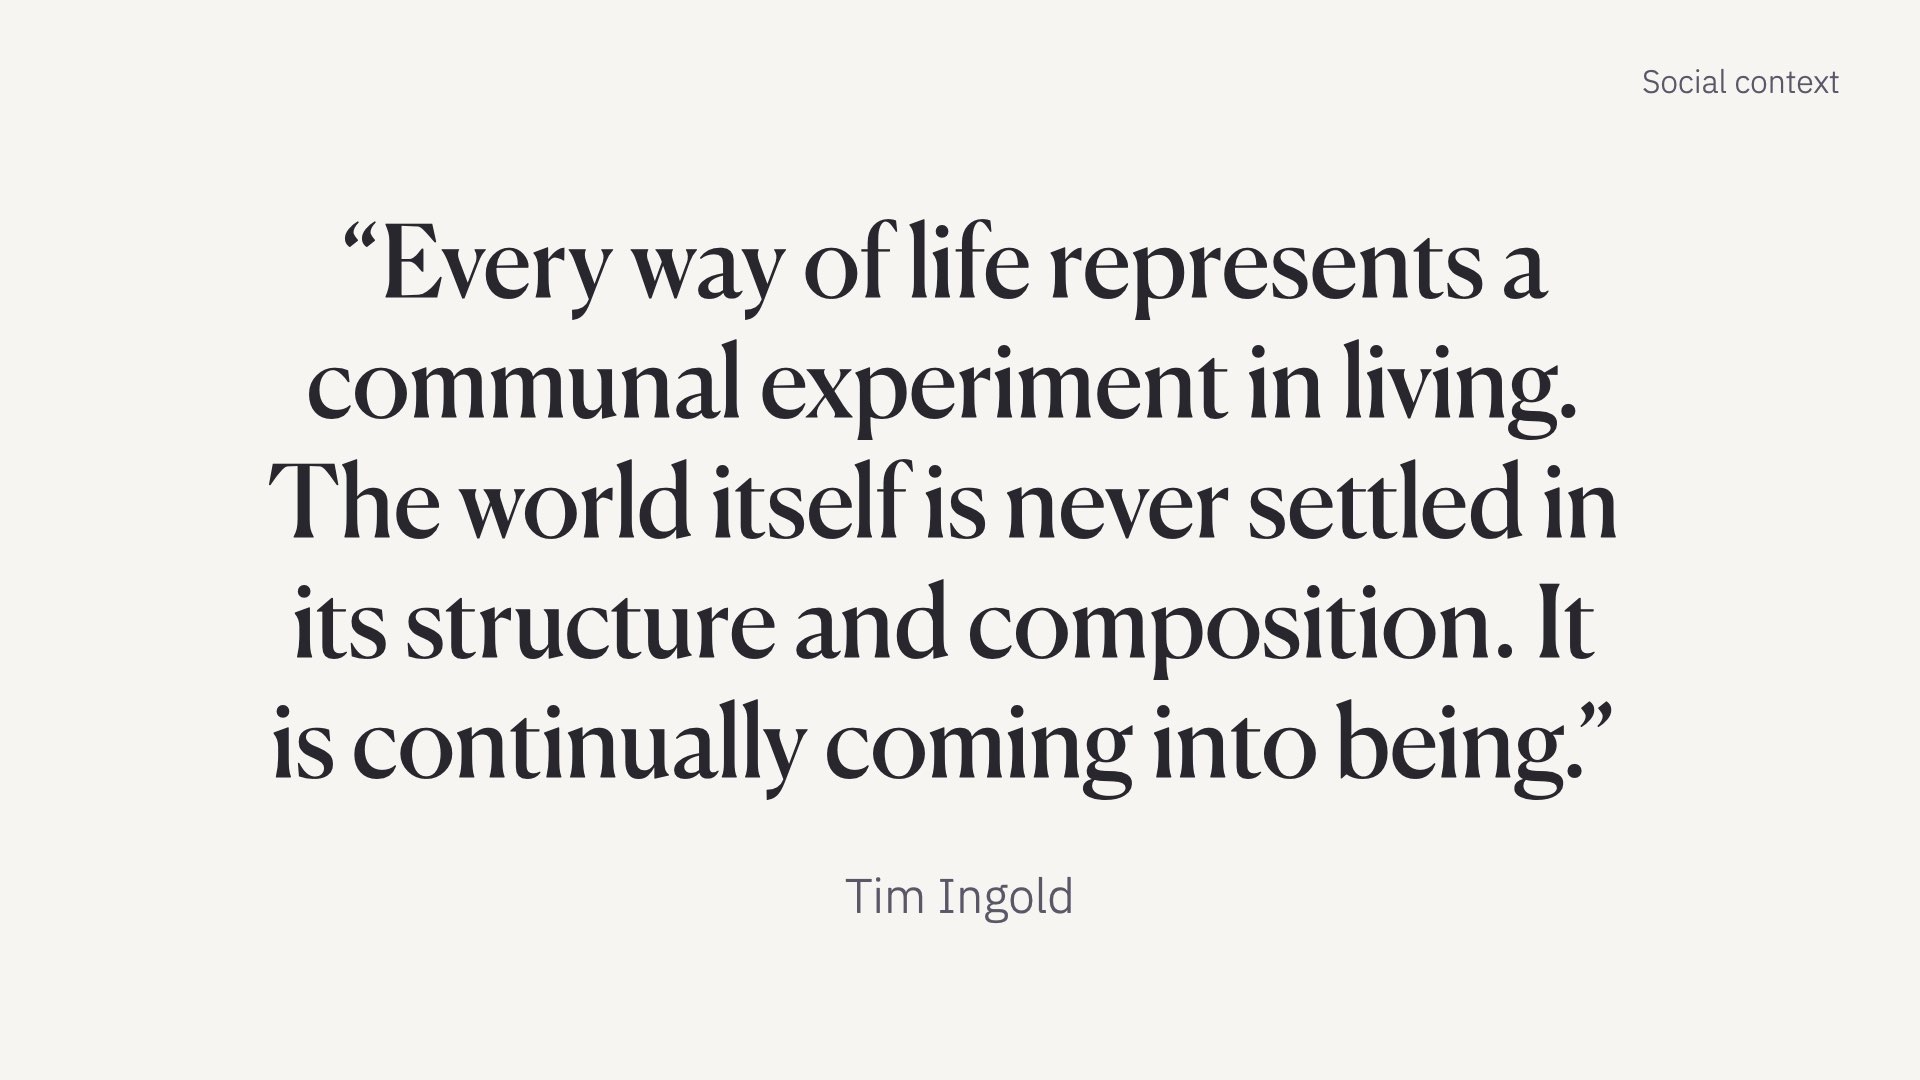 Social context
“Every way of life represents a
communal experiment in living.
The world itself is never settled in
its structure and composition. It
is continually coming into being.”
Tim Ingold